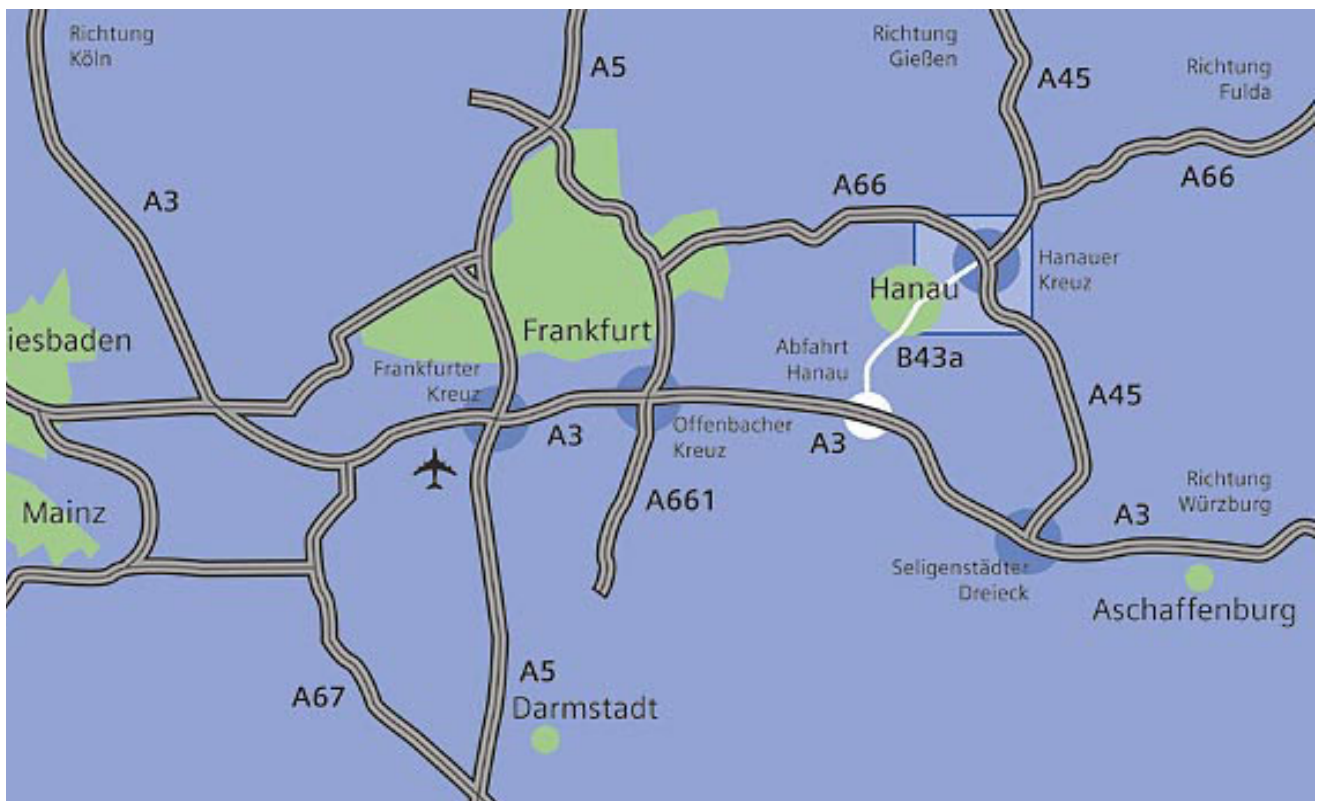 Richtung
Köln
A5
Richtung
Gießen
A45
Richtung
Fulda
A3
A66
A66
Hanauer
Kreuz
Hanau
iesbaden
Frankfurt
Abfahrt
Hanau
B43a
Frankfurter
Kreuz
A45
A3
Offenbacher
Kreuz
A3
Mainz
A661
Richtung
Würzburg
A3
Seligenstädter
Dreieck
Aschaffenburg
A5
A67
Darmstadt